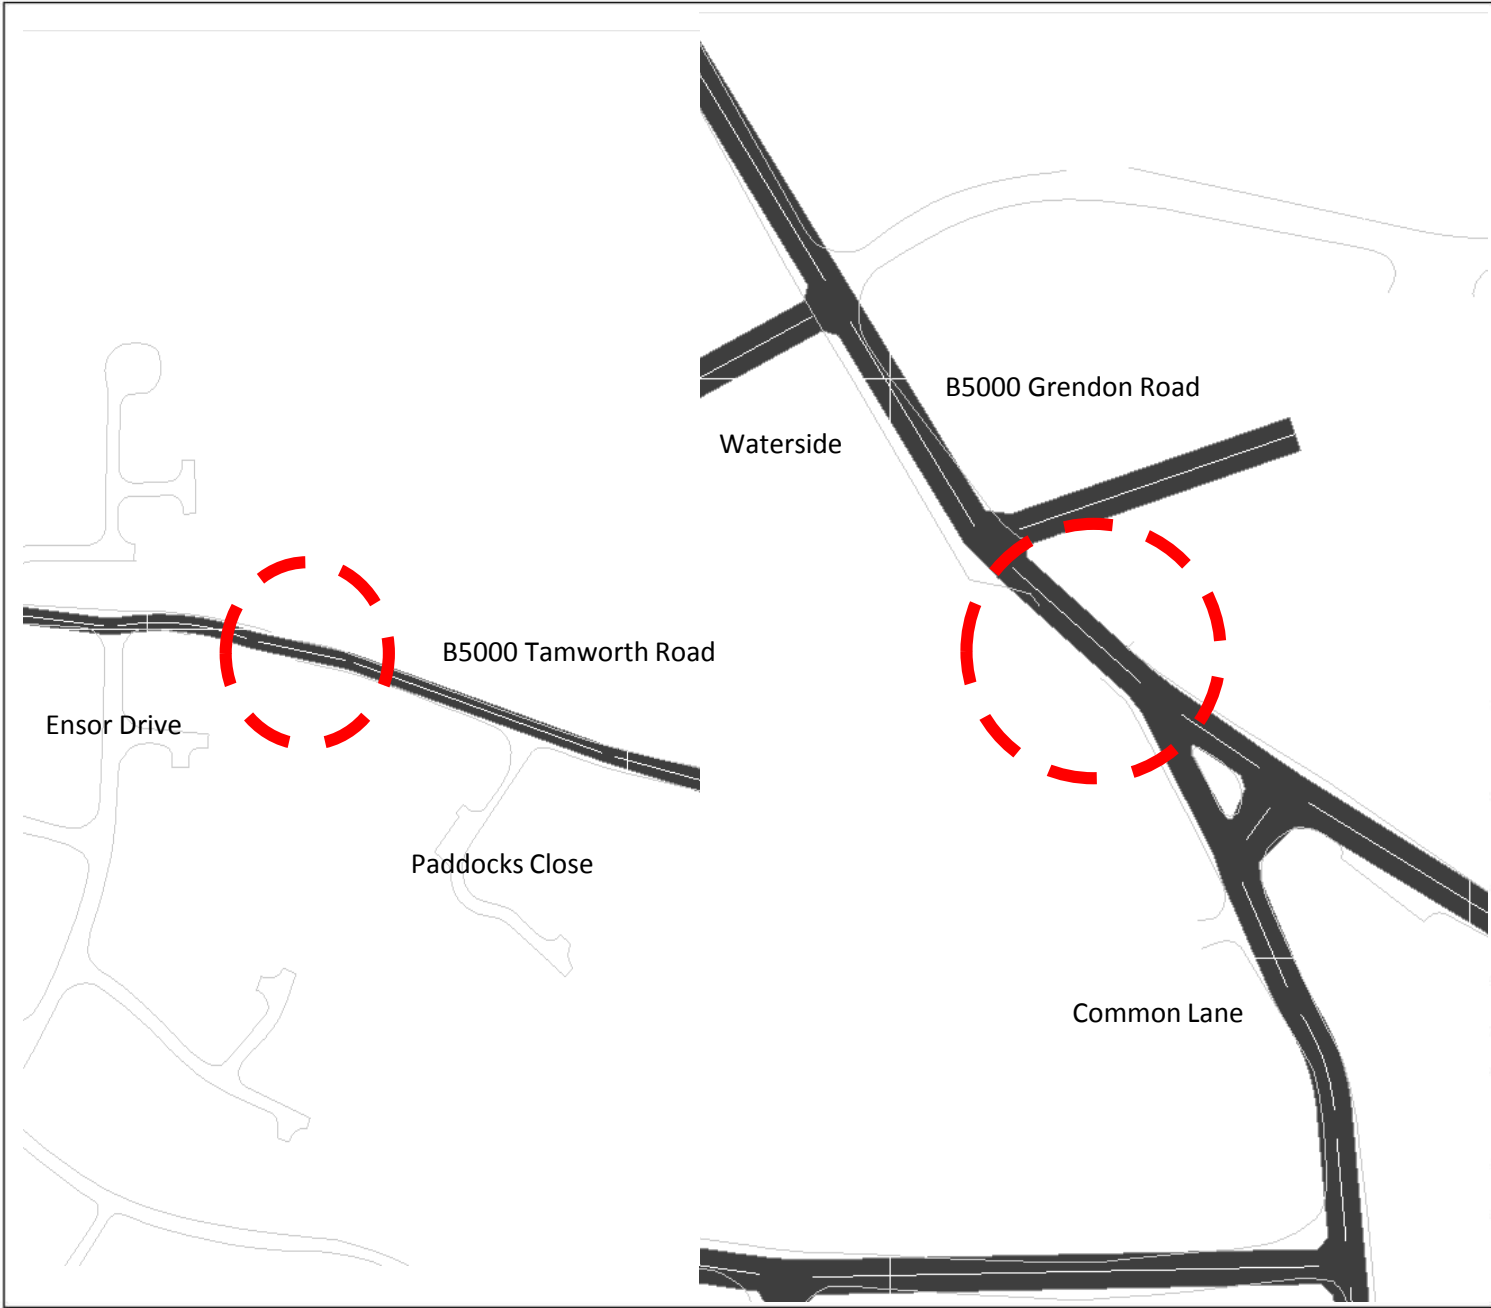 B5000 Grendon Road
Waterside
B5000 Tamworth Road
Ensor Drive
Paddocks Close
Common Lane